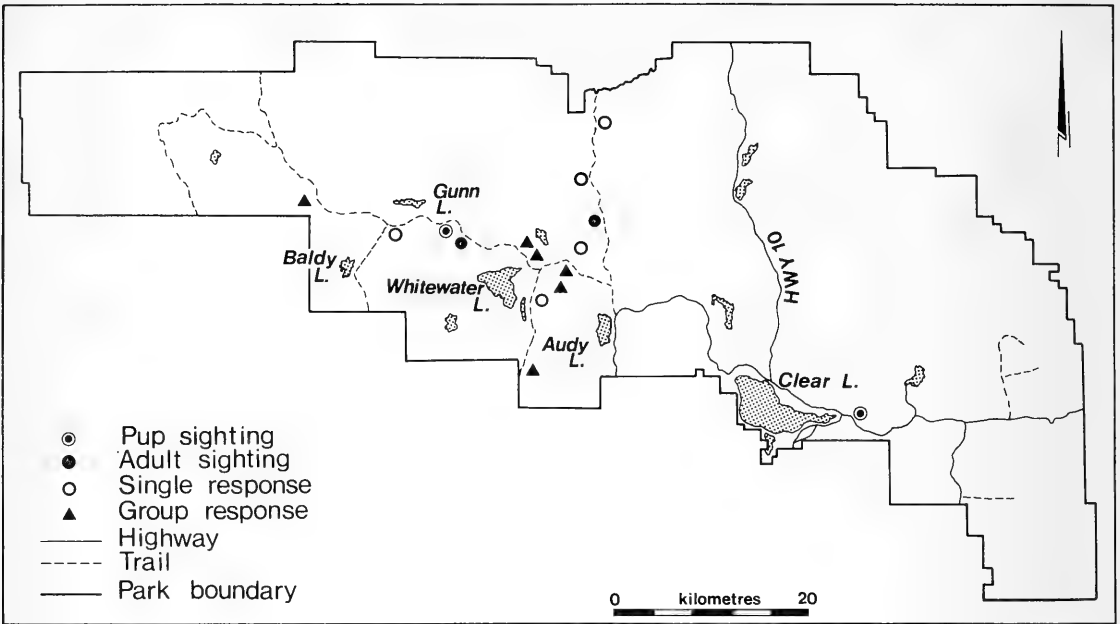 Gunn
L.
Baldy
L.
Whitewater
L.
Audy
L.
HWY 10
Clear L.
Pup sighting
Adult sighting
Single response
Group response
Highway
Trail
Park boundary
0 kilometres 20